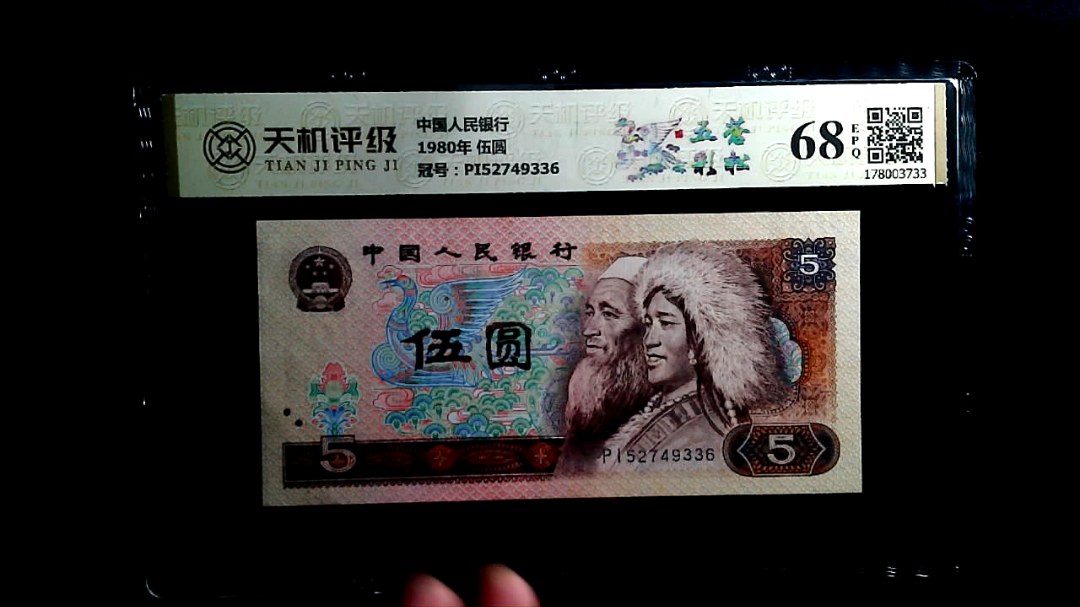 天机评级
TIAN JI PING JI
中国人民银行
1980年 伍圆
冠号：PI52749336
五彩苍松
68
EPQ
178003733
中国人民银行
5
伍圆
5
PI52749336
5